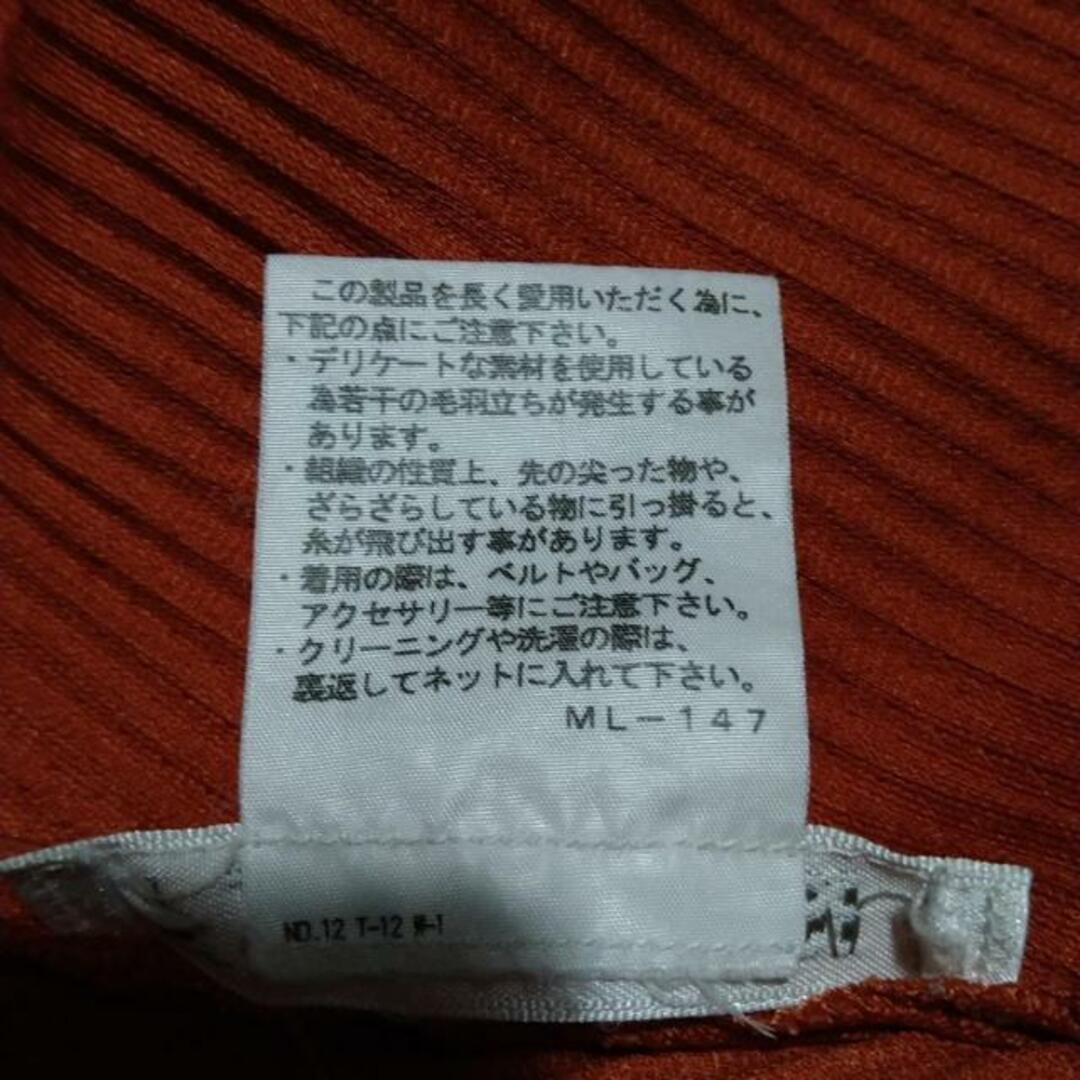 この製品を長く愛用いただく為に、
下記の点にご注意下さい。
・デリケートな素材を使用している
為若干の毛羽立ちが発生する事が
あります。
・組織の性質上、先の尖った物や、
ざらざらしている物に引っ掛ると、
糸が飛び出す事があります。
・着用の際は、ベルトやバッグ、
アクセサリー等にご注意下さい。
・クリーニングや洗濯の際は、
裏返してネットに入れて下さい。
ML-147
NO.12 T-12